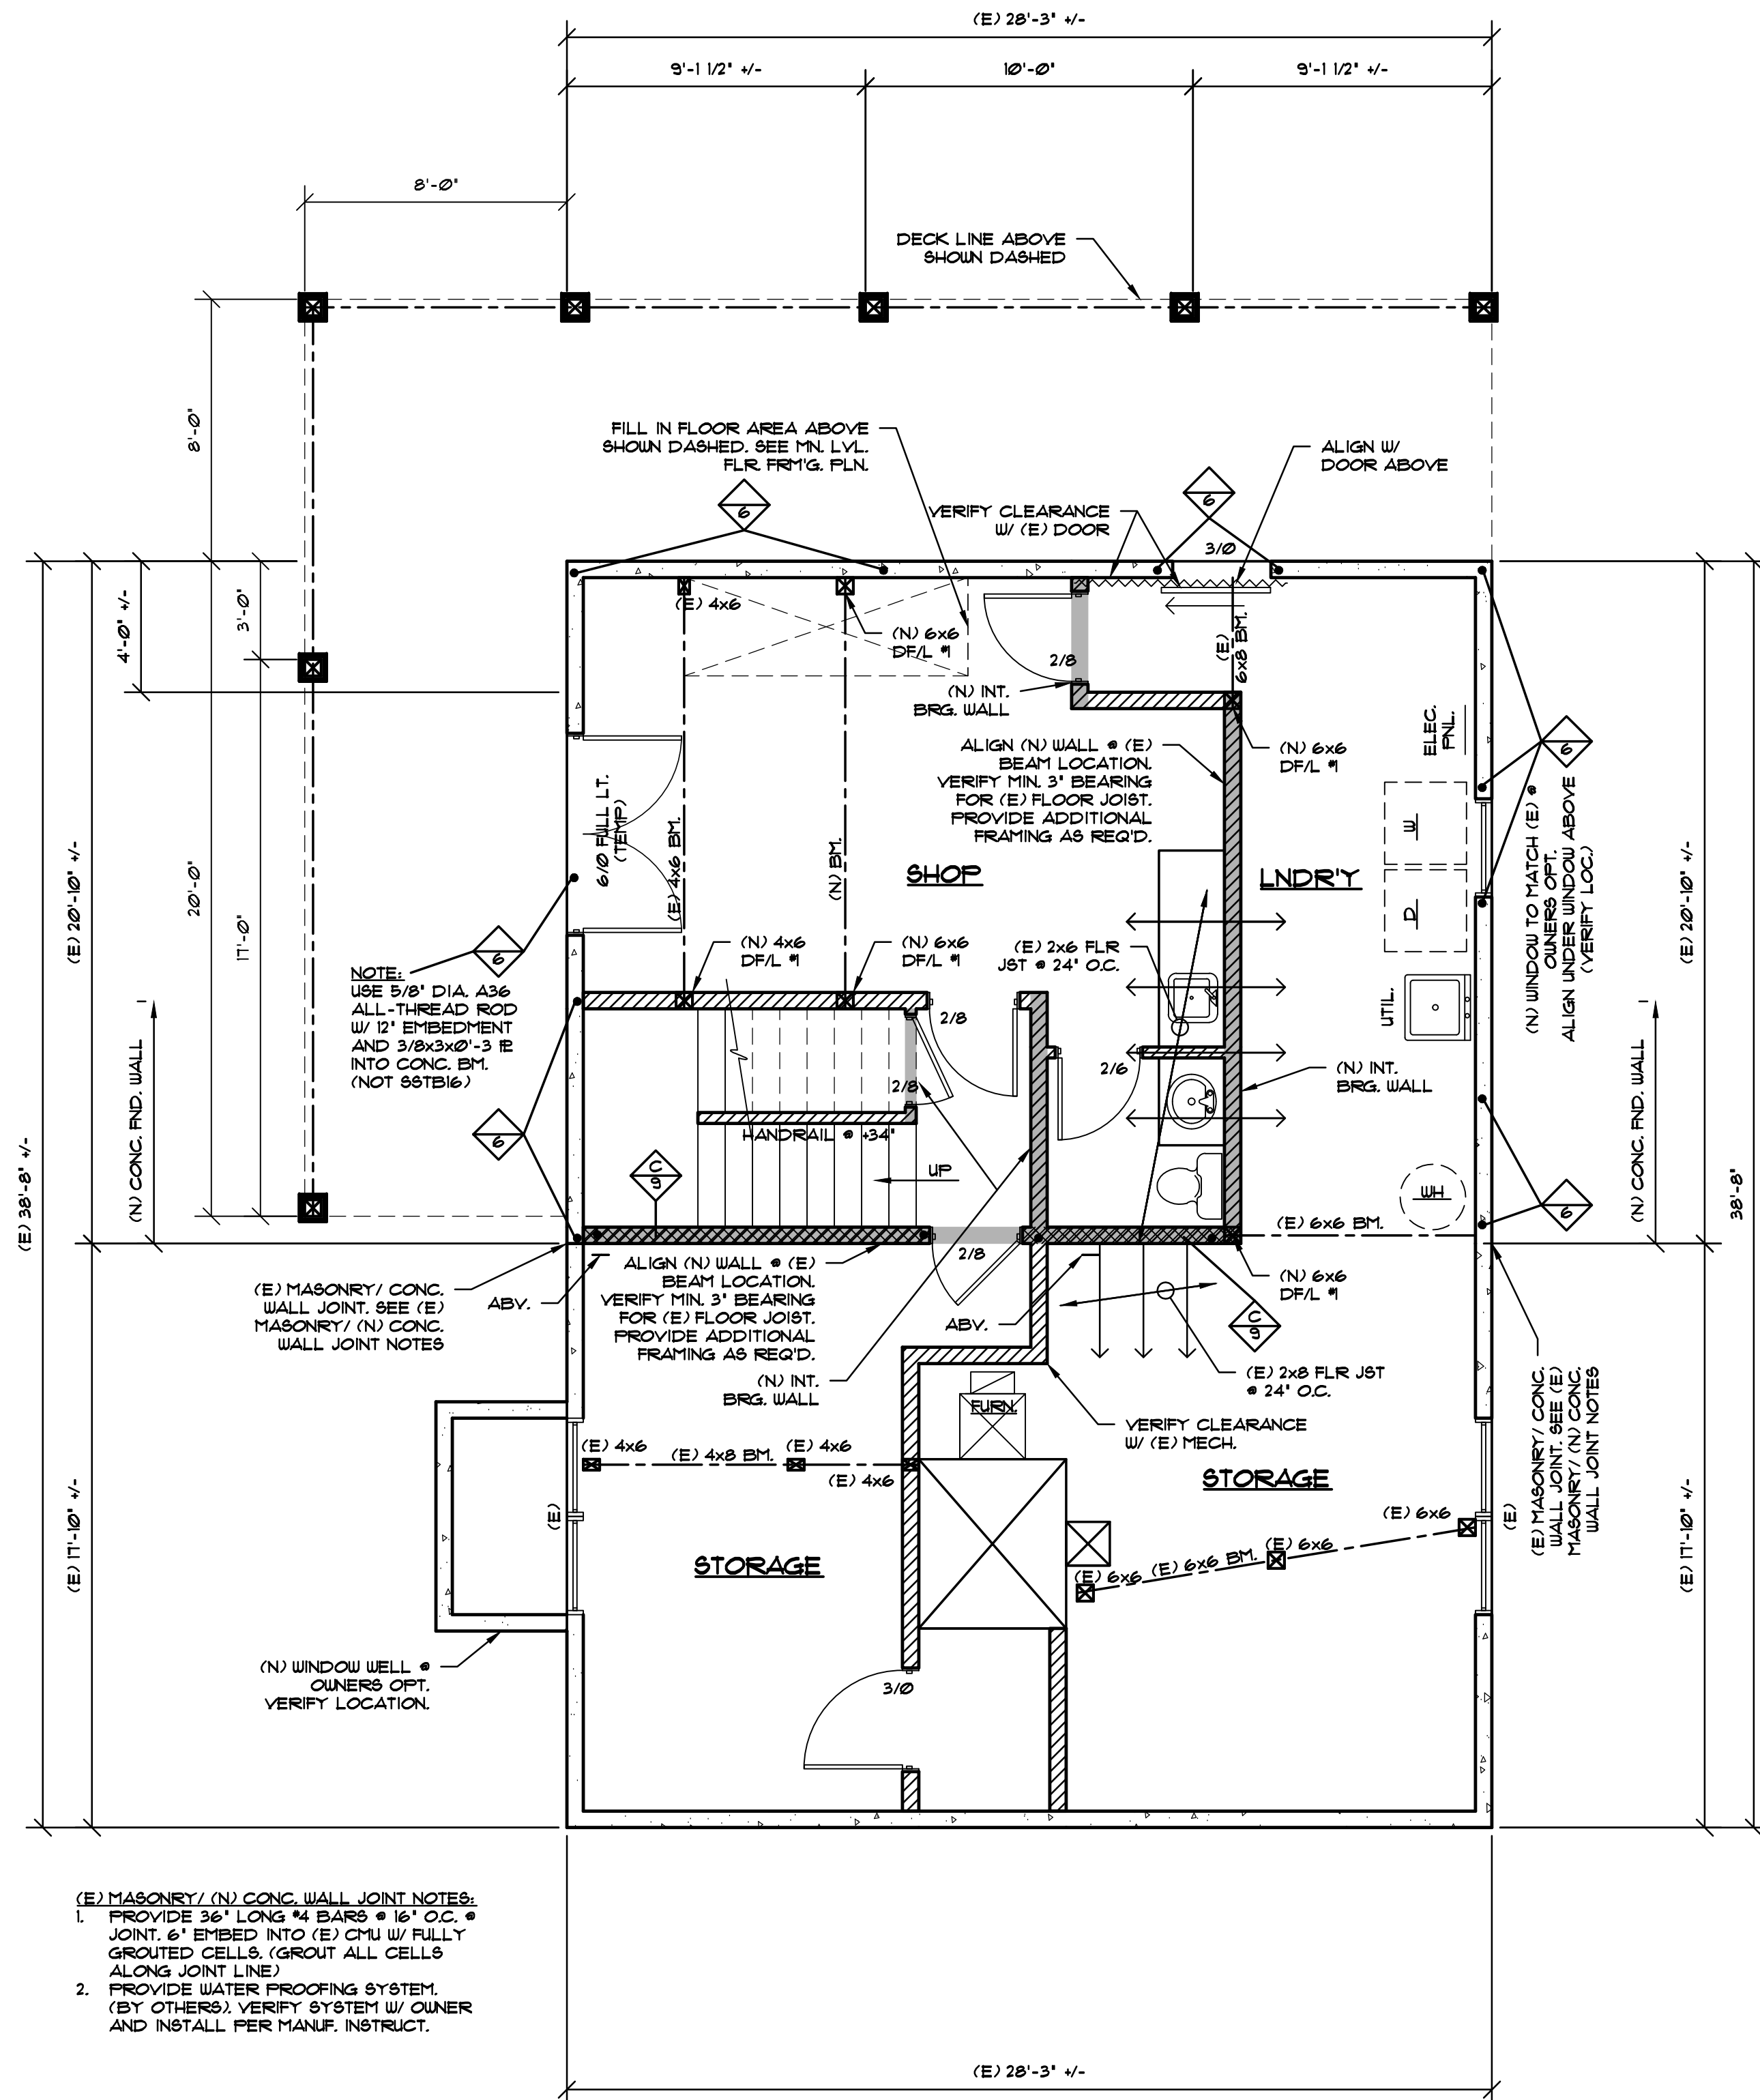 (E) 28'-3" +/-
9'-1 1/2" +/-
10'-0"
9'-1 1/2" +/-
8'-0"
DECK LINE ABOVE
SHOWN DASHED
8'-0"
FILL IN FLOOR AREA ABOVE
SHOWN DASHED. SEE MN. LVL.
FLR. FRM'G. PLN.
ALIGN W/
DOOR ABOVE
6
6
VERIFY CLEARANCE
W/ (E) DOOR
3/0
4'-0" +/-
3'-0"
(E) 4x6
(N) 6x6
DF/L #1
2/8
(E)
6x8 BM.
(N) INT.
BRG. WALL
ELEC.
PNL.
ALIGN (N) WALL @ (E)
BEAM LOCATION.
VERIFY MIN. 3" BEARING
FOR (E) FLOOR JOIST.
PROVIDE ADDITIONAL
FRAMING AS REQ'D.
(N) 6x6
DF/L #1
6
6/0 FULL LT.
(TEMP)
(E) 4x6 BM.
(N) BM.
SHOP
LNDR'Y
W
D
(N) WINDOW TO MATCH (E) @
OWNERS OPT.
ALIGN UNDER WINDOW ABOVE
(VERIFY LOC.)
(E) 20'-10" +/-
20'-0"
17'-0"
(E) 20'-10" +/-
6
NOTE:
USE 5/8" DIA. A36
ALL-THREAD ROD
W/ 12" EMBEDMENT
AND 3/8x3x0'-3 PL
INTO CONC. BM.
(NOT SSTB16)
(N) 4x6
DF/L #1
(N) 6x6
DF/L #1
(E) 2x6 FLR
JST @ 24" O.C.
UTIL.
2/8
2/8
2/6
(N) INT.
BRG. WALL
(N) CONC. FND. WALL
(N) CONC. FND. WALL
6
HANDRAIL @ +34"
C
9
UP
WH
6
(E) 38'-8" +/-
38'-8"
(E) 6x6 BM.
2/8
(E) MASONRY/ CONC.
WALL JOINT. SEE (E)
MASONRY/ (N) CONC.
WALL JOINT NOTES
ABV.
ALIGN (N) WALL @ (E)
BEAM LOCATION.
VERIFY MIN. 3" BEARING
FOR (E) FLOOR JOIST.
PROVIDE ADDITIONAL
FRAMING AS REQ'D.
ABV.
(N) 6x6
DF/L #1
C
9
(N) INT.
BRG. WALL
(E) 2x8 FLR JST
@ 24" O.C.
FURN.
VERIFY CLEARANCE
W/ (E) MECH.
(E) MASONRY/ CONC.
WALL JOINT. SEE (E)
MASONRY/ (N) CONC.
WALL JOINT NOTES
(E) 4x6
(E) 4x8 BM.
(E) 4x6
(E) 4x6
STORAGE
(E)
(E) 6x6
(E)
(E) 17'-10" +/-
(E) 17'-10" +/-
STORAGE
(E) 6x6
(E) 6x6 BM.
(E) 6x6
(N) WINDOW WELL @
OWNERS OPT.
VERIFY LOCATION.
3/0
(E) MASONRY/ (N) CONC. WALL JOINT NOTES:
1. PROVIDE 36" LONG #4 BARS @ 16" O.C. @
JOINT. 6" EMBED INTO (E) CMU W/ FULLY
GROUTED CELLS. (GROUT ALL CELLS
ALONG JOINT LINE)
2. PROVIDE WATER PROOFING SYSTEM.
(BY OTHERS). VERIFY SYSTEM W/ OWNER
AND INSTALL PER MANUF. INSTRUCT.
(E) 28'-3" +/-